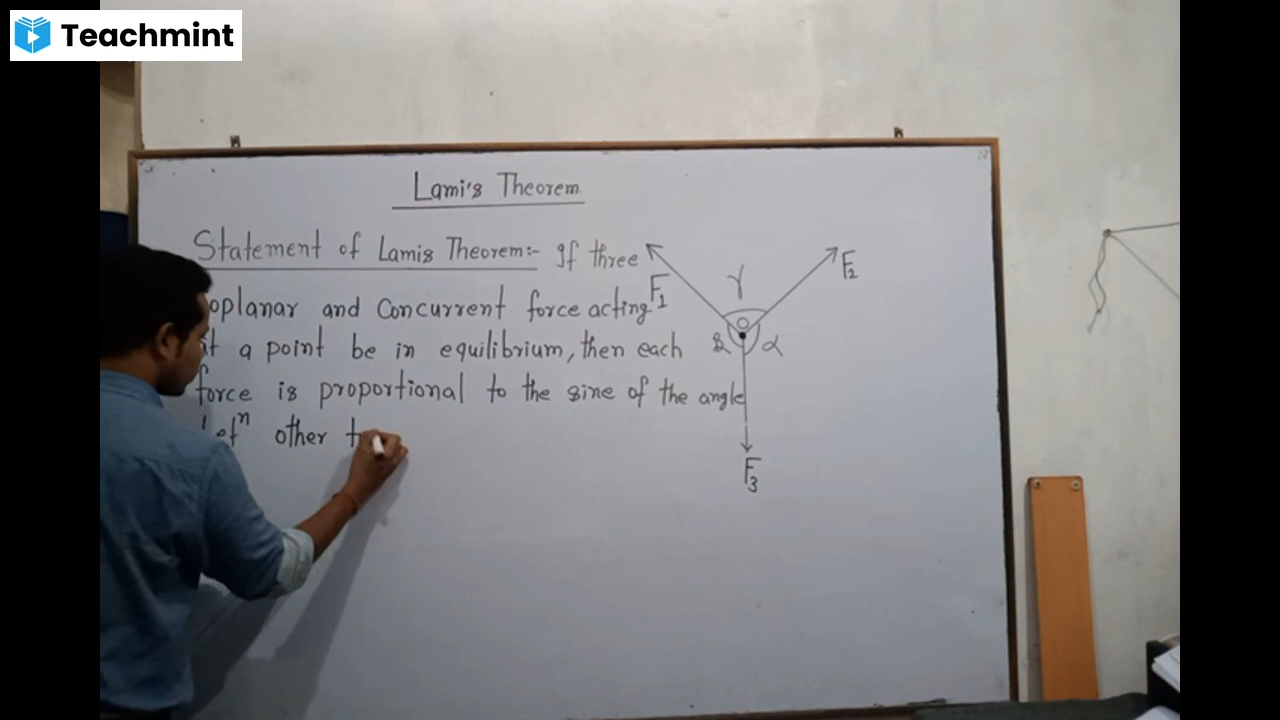 Teachmint
Lami's Theorem
Statement of Lamis Theorem:- If three
oplanar and concurrent force acting
t a point be in equilibrium, then each
force is proportional to the sine of the angle
betⁿ other t
F1
F2
γ
α
F3